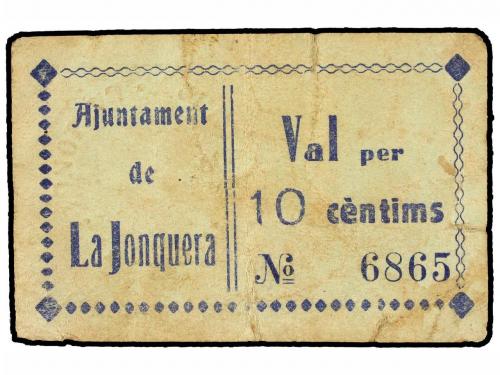 Ajuntament
de
La Jonquera
Val per
10 cèntims
Nº 6865